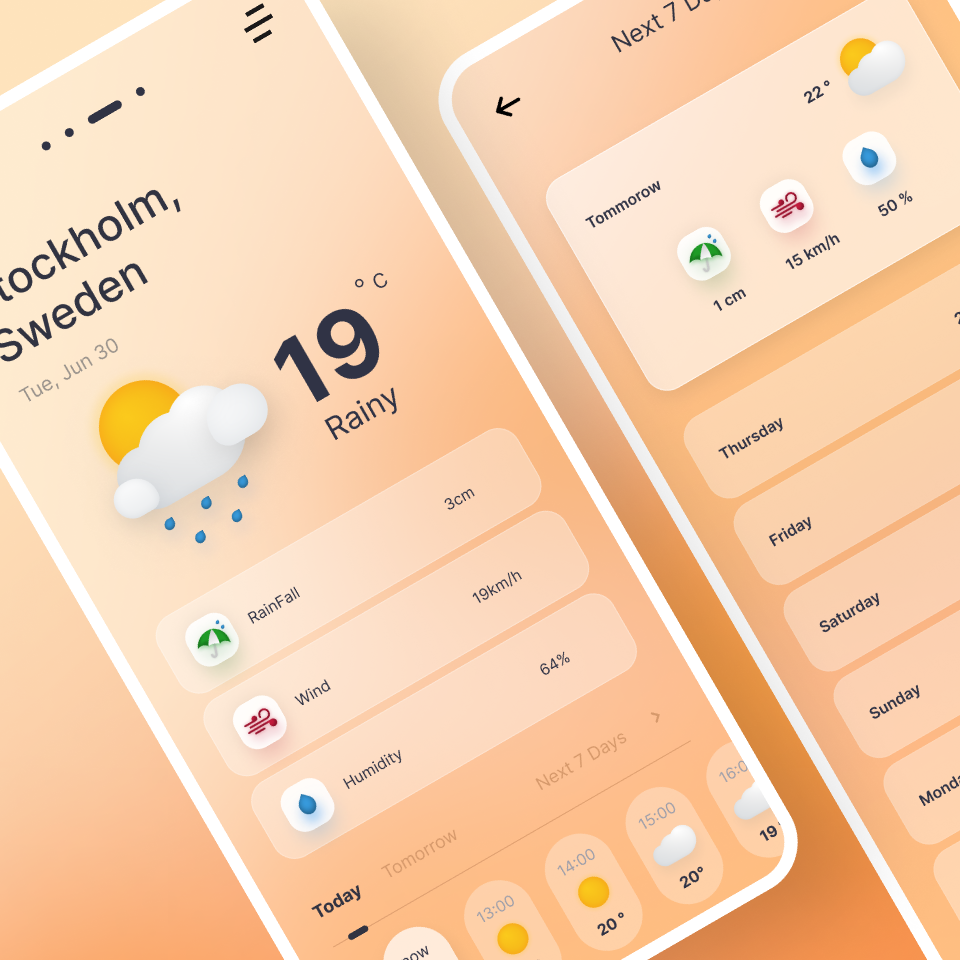 tockholm,
Sweden
Tue, Jun 30
19
° C
Rainy
RainFall
3cm
Wind
19km/h
Humidity
64%
Today
Tomorrow
Next 7 Days
13:00
14:00
20°
15:00
20°
16:0
19
Next 7 Da
Tommorow
22°
1 cm
15 km/h
50 %
Thursday
Friday
Saturday
Sunday
Monda